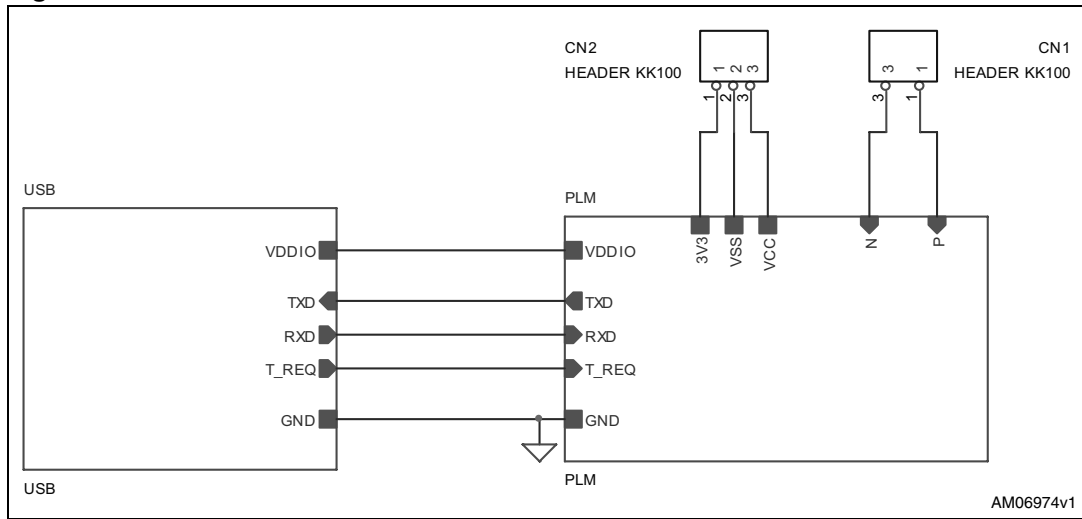 CN2
HEADER KK100
1 2 3
1 2 3
3 1
3 1
CN1
HEADER KK100
USB
VDDIO
TXD
RXD
T_REQ
GND
USB
PLM
3V3 VSS VCC N P
VDDIO
TXD
RXD
T_REQ
GND
PLM
AM06974v1